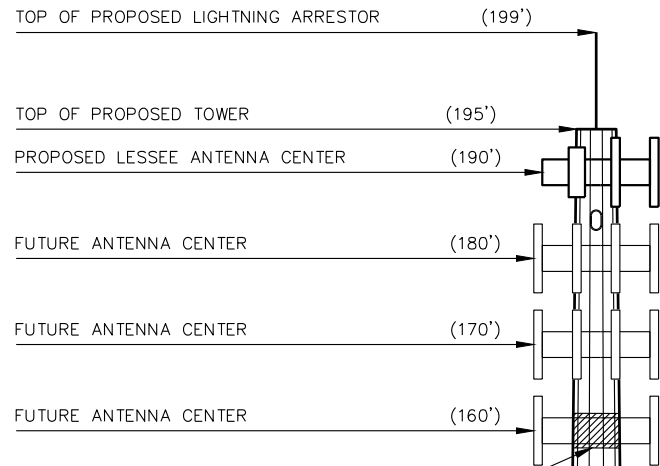 TOP OF PROPOSED LIGHTNING ARRESTOR (199')
TOP OF PROPOSED TOWER (195')
PROPOSED LESSEE ANTENNA CENTER (190')
FUTURE ANTENNA CENTER (180')
FUTURE ANTENNA CENTER (170')
FUTURE ANTENNA CENTER (160')